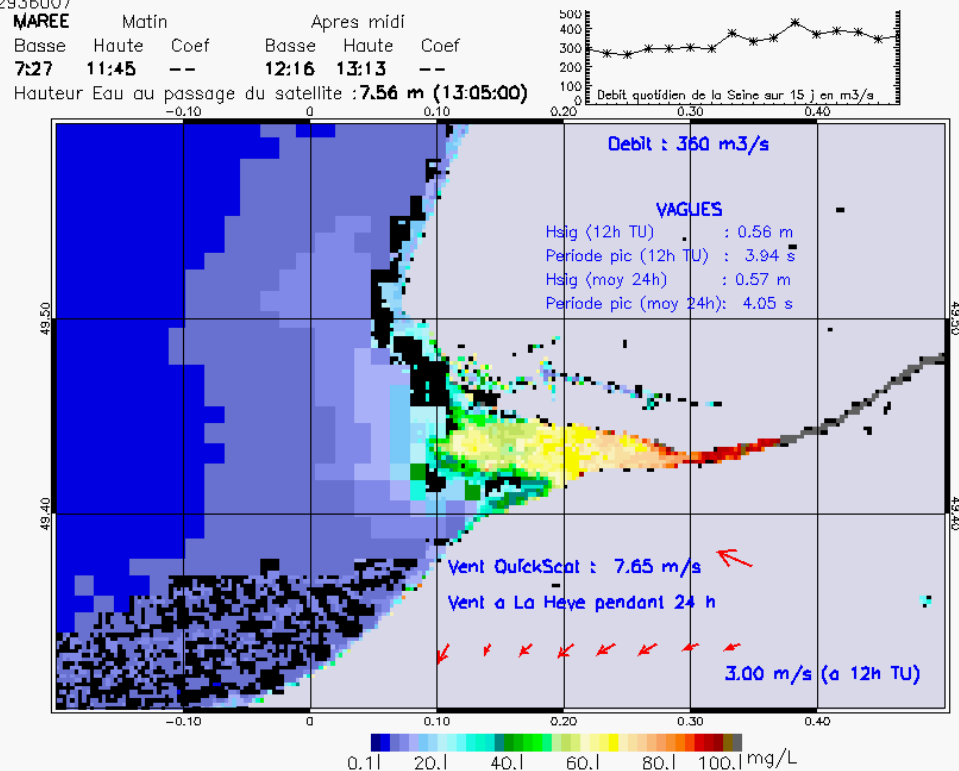 2936007
MAREE Matin Apres midi
Basse Haute Coef Basse Haute Coef
7:27 11:45 -- 12:16 13:13 --
Hauteur Eau au passage du satellite : 7.56 m (13:05:00)
500
400
300
200
100
0
Debit quotidien de la Seine sur 15 j en m3/s
-0.10 0 0.10 0.20 0.30 0.40
Debit : 360 m3/s
VAGUES
Hsig (12h TU) : 0.56 m
Periode pic (12h TU) : 3.94 s
Hsig (moy 24h) : 0.57 m
Periode pic (moy 24h): 4.05 s
49.50 49.50
49.40 49.40
Vent QuickScat : 7.65 m/s
Vent a La Heve pendant 24 h
3.00 m/s (a 12h TU)
-0.10 0 0.10 0.20 0.30 0.40
0.1| 20.| 40.| 60.| 80.| 100.| mg/L